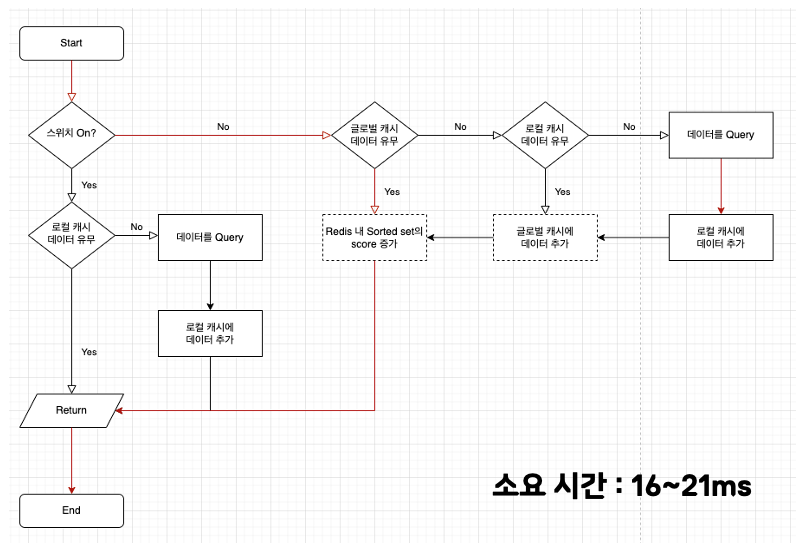 Start
스위치 On?
No
글로벌 캐시
데이터 유무
No
로컬 캐시
데이터 유무
No
데이터를 Query
Yes
Yes
Yes
로컬 캐시
데이터 유무
No
데이터를 Query
Redis 내 Sorted set의
score 증가
글로벌 캐시에
데이터 추가
로컬 캐시에
데이터 추가
로컬 캐시에
데이터 추가
Yes
Return
소요 시간 : 16~21ms
End